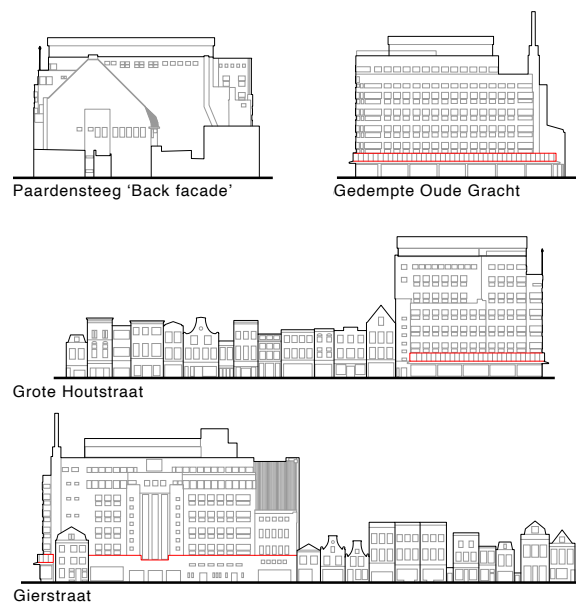 Paardensteeg ‘Back facade’
Gedempte Oude Gracht
Grote Houtstraat
Gierstraat